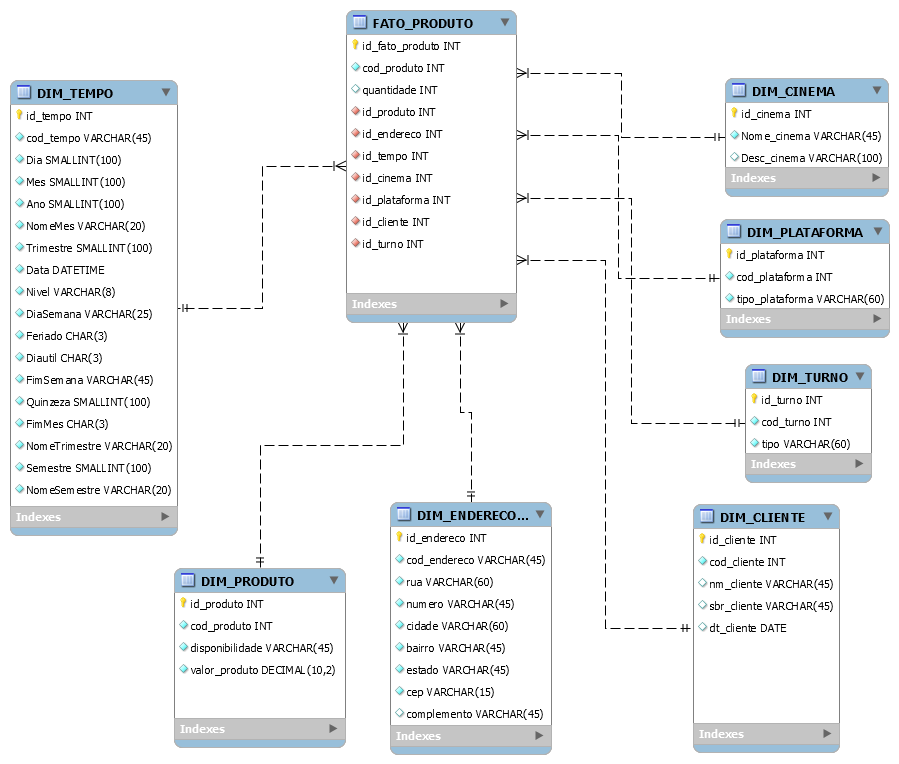 FATO_PRODUTO
id_fato_produto INT
cod_produto INT
quantidade INT
id_produto INT
id_endereco INT
id_tempo INT
id_cinema INT
id_plataforma INT
id_cliente INT
id_turno INT
Indexes
DIM_TEMPO
id_tempo INT
cod_tempo VARCHAR(45)
Dia SMALLINT(100)
Mes SMALLINT(100)
Ano SMALLINT(100)
NomeMes VARCHAR(20)
Trimestre SMALLINT(100)
Data DATETIME
Nivel VARCHAR(8)
DiaSemana VARCHAR(25)
Feriado CHAR(3)
Diautil CHAR(3)
FimSemana VARCHAR(45)
Quinzeza SMALLINT(100)
FimMes CHAR(3)
NomeTrimestre VARCHAR(20)
Semestre SMALLINT(100)
NomeSemestre VARCHAR(20)
Indexes
DIM_CINEMA
id_cinema INT
Nome_cinema VARCHAR(45)
Desc_cinema VARCHAR(100)
Indexes
DIM_PLATAFORMA
id_plataforma INT
cod_plataforma INT
tipo_plataforma VARCHAR(60)
Indexes
DIM_TURNO
id_turno INT
cod_turno INT
tipo VARCHAR(60)
Indexes
DIM_PRODUTO
id_produto INT
cod_produto INT
disponibilidade VARCHAR(45)
valor_produto DECIMAL(10,2)
Indexes
DIM_ENDERECO...
id_endereco INT
cod_endereco VARCHAR(45)
rua VARCHAR(60)
numero VARCHAR(45)
cidade VARCHAR(60)
bairro VARCHAR(45)
estado VARCHAR(45)
cep VARCHAR(15)
complemento VARCHAR(45)
Indexes
DIM_CLIENTE
id_cliente INT
cod_cliente INT
nm_cliente VARCHAR(45)
sbr_cliente VARCHAR(45)
dt_cliente DATE
Indexes